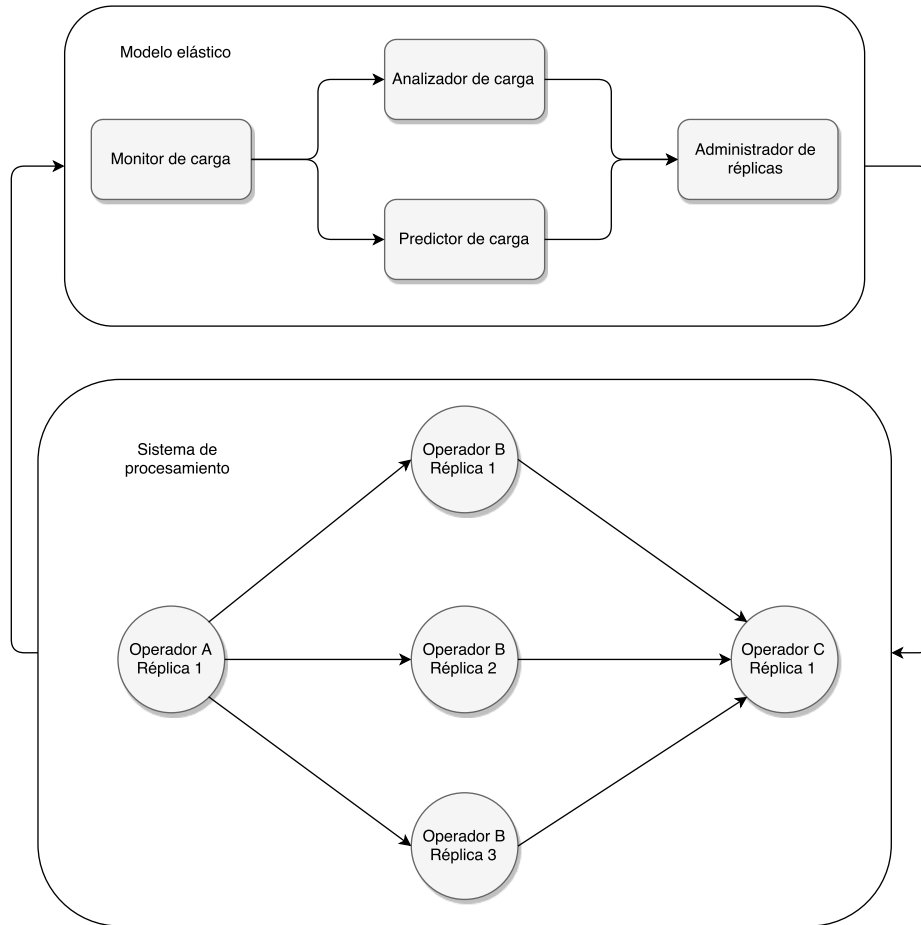 Modelo elástico
Analizador de carga
Monitor de carga
Administrador de
réplicas
Predictor de carga
Sistema de
procesamiento
Operador B
Réplica 1
Operador A
Réplica 1
Operador B
Réplica 2
Operador C
Réplica 1
Operador B
Réplica 3